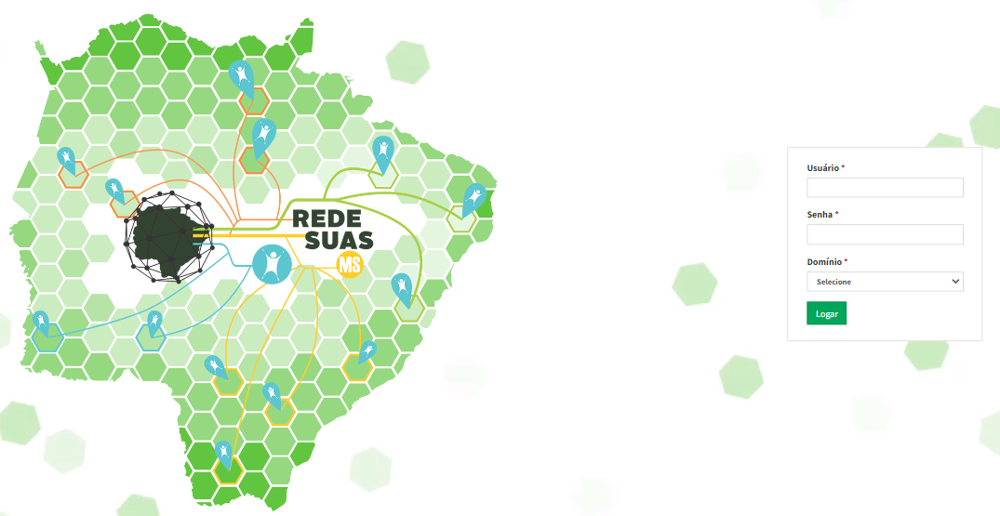 REDE
SUAS
MS
Usuário *
Senha *
Domínio *
Selecione
Logar